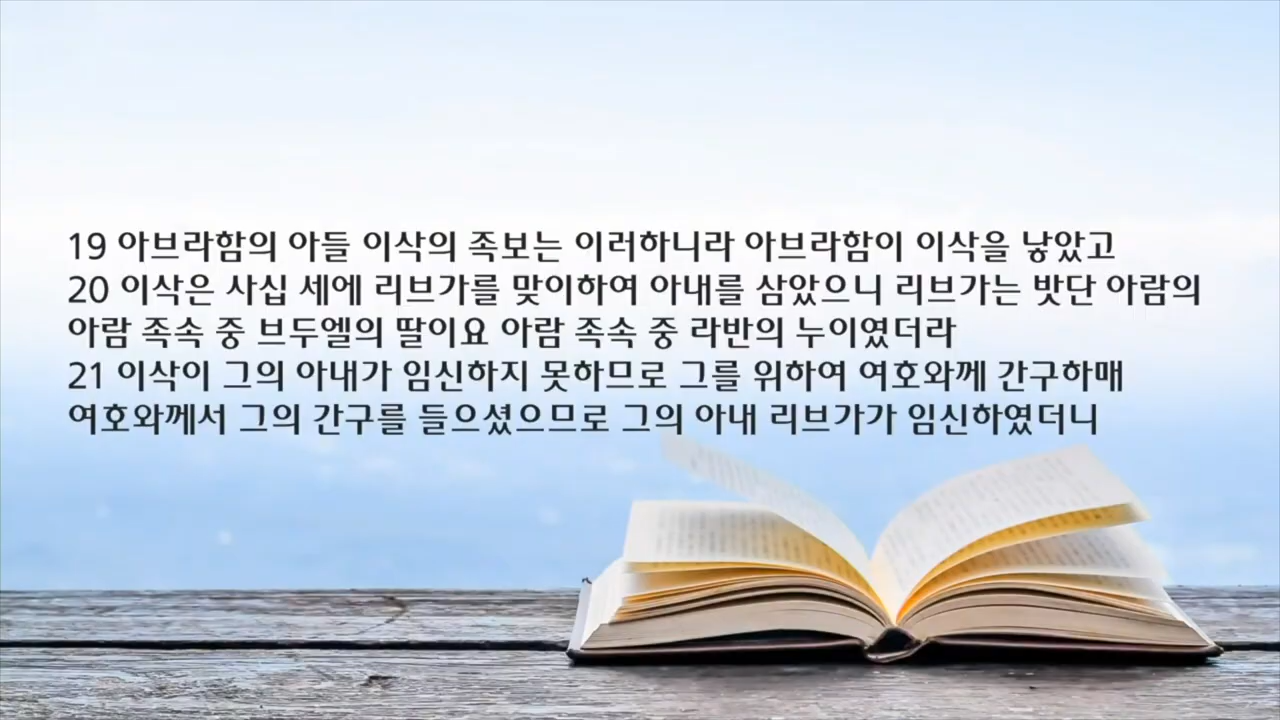 19 아브라함의 아들 이삭의 족보는 이러하니라 아브라함이 이삭을 낳았고
20 이삭은 사십 세에 리브가를 맞이하여 아내를 삼았으니 리브가는 밧단 아람의
아람 족속 중 브두엘의 딸이요 아람 족속 중 라반의 누이였더라
21 이삭이 그의 아내가 임신하지 못하므로 그를 위하여 여호와께 간구하매
여호와께서 그의 간구를 들으셨으므로 그의 아내 리브가가 임신하였더니